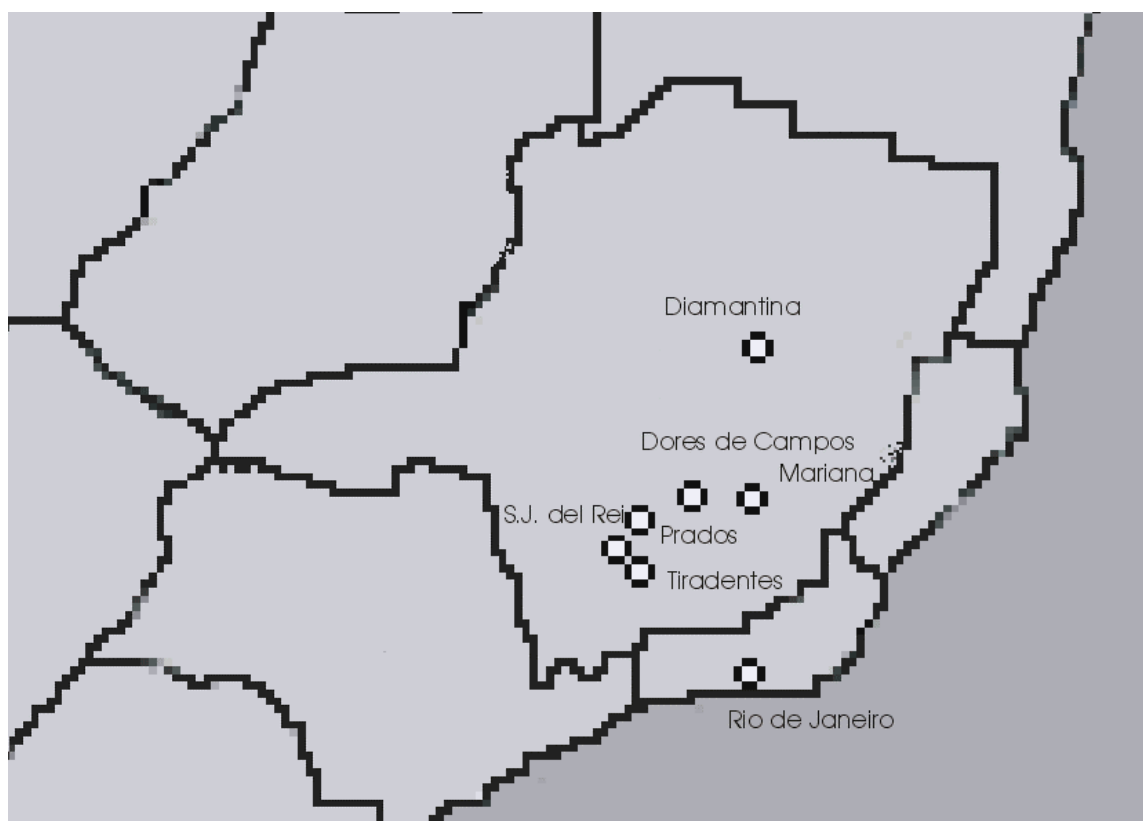 Diamantina
Dores de Campos
Mariana
S.J. del Rei
Prados
Tiradentes
Rio de Janeiro